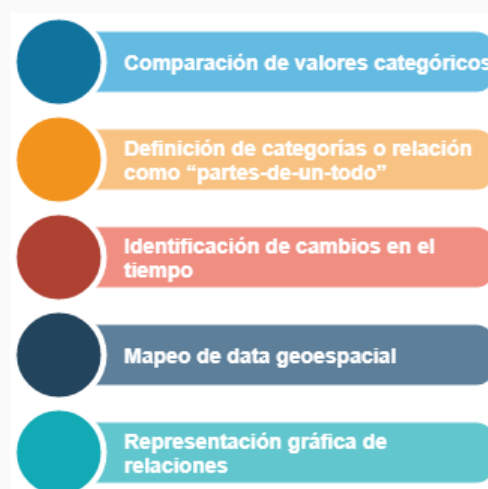 Comparación de valores categóricos
Definición de categorías o relación
como “partes-de-un-todo”
Identificación de cambios en el
tiempo
Mapeo de data geoespacial
Representación gráfica de
relaciones